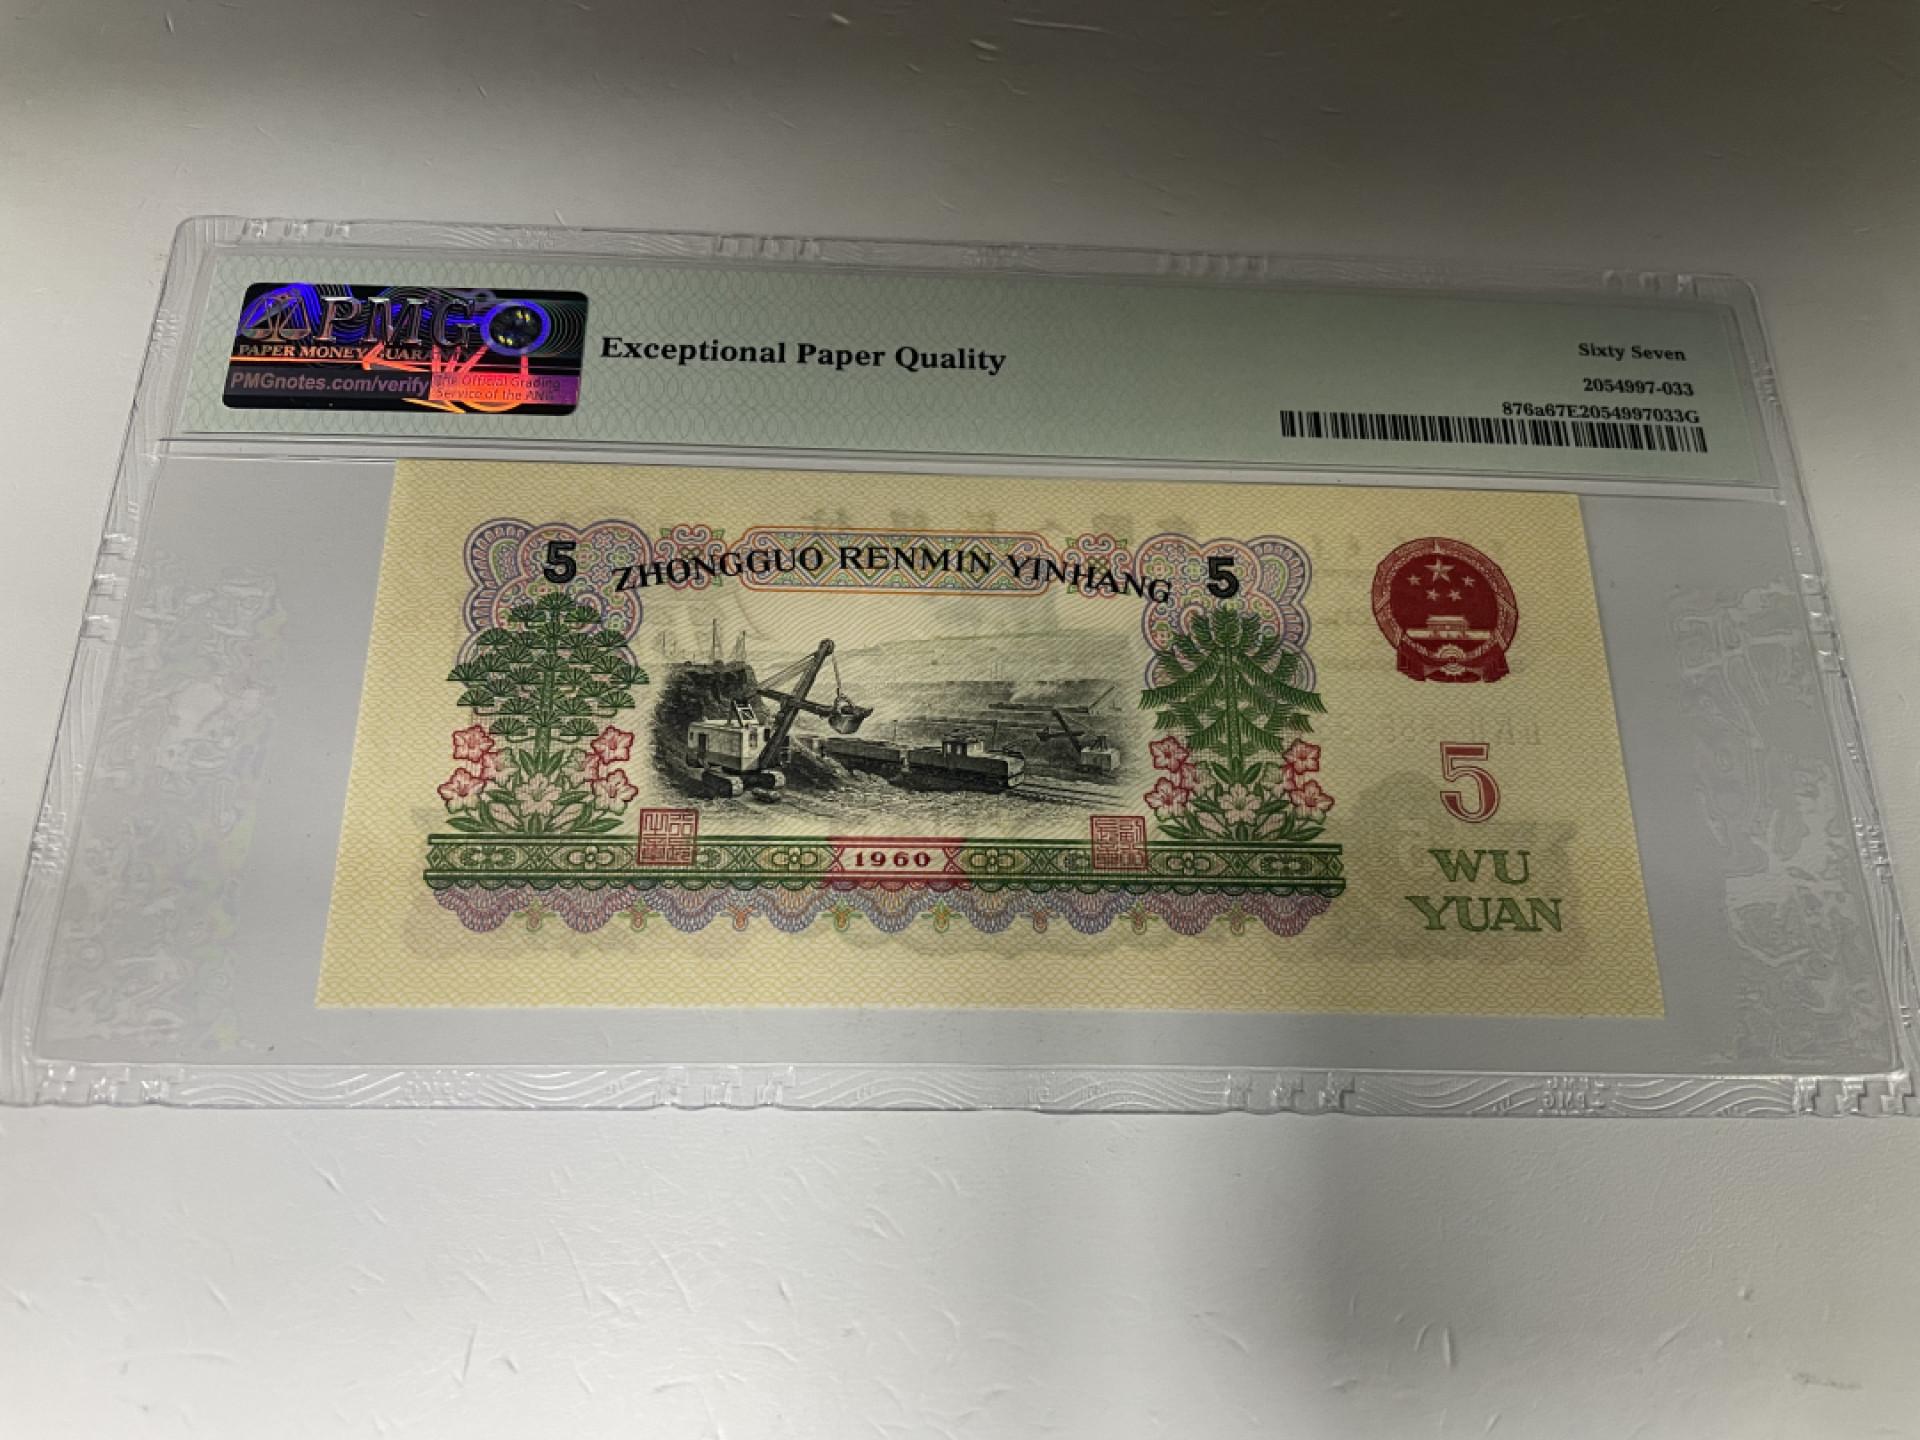 PMG
PAPER MONEY GUARANTY
PMGnotes.com/verify
The Official Grading
Service of the ANA
Exceptional Paper Quality
Sixty Seven
2054997-033
876a67E2054997033G
5
ZHONGGUO RENMIN YINHANG
5
5
1960
WU
YUAN
PMG